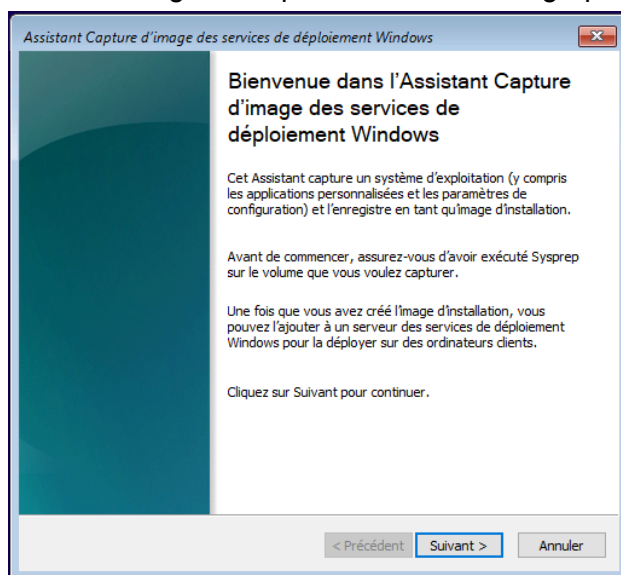 Assistant Capture d'image des services de déploiement Windows
Bienvenue dans l'Assistant Capture
d'image des services de
déploiement Windows
Cet Assistant capture un système d'exploitation (y compris
les applications personnalisées et les paramètres de
configuration) et l'enregistre en tant qu'image d'installation.
Avant de commencer, assurez-vous d'avoir exécuté Sysprep
sur le volume que vous voulez capturer.
Une fois que vous avez créé l'image d'installation, vous
pouvez l'ajouter à un serveur des services de déploiement
Windows pour la déployer sur des ordinateurs clients.
Cliquez sur Suivant pour continuer.
< Précédent Suivant > Annuler